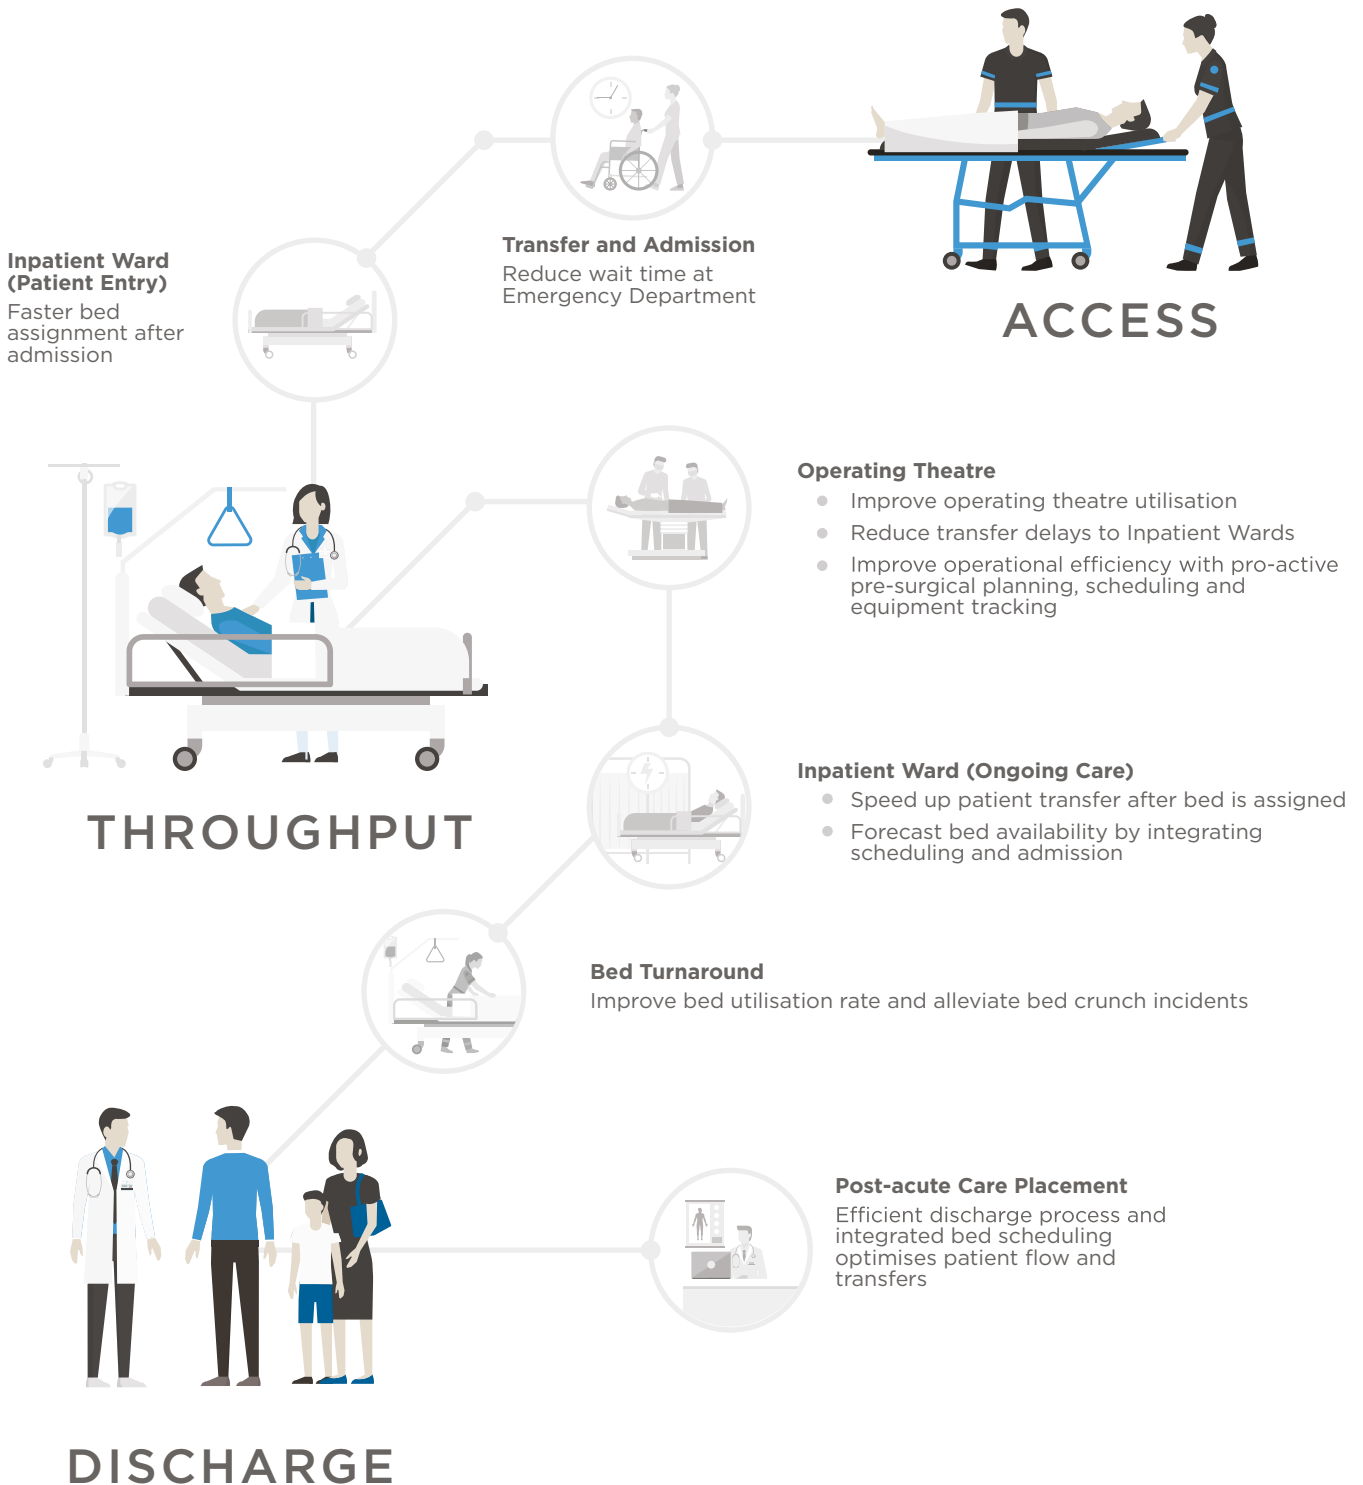 ACCESS
Transfer and Admission
Reduce wait time at
Emergency Department
Inpatient Ward
(Patient Entry)
Faster bed
assignment after
admission
THROUGHPUT
Operating Theatre
Improve operating theatre utilisation
Reduce transfer delays to Inpatient Wards
Improve operational efficiency with pro-active
pre-surgical planning, scheduling and
equipment tracking
Inpatient Ward (Ongoing Care)
Speed up patient transfer after bed is assigned
Forecast bed availability by integrating
scheduling and admission
Bed Turnaround
Improve bed utilisation rate and alleviate bed crunch incidents
DISCHARGE
Post-acute Care Placement
Efficient discharge process and
integrated bed scheduling
optimises patient flow and
transfers